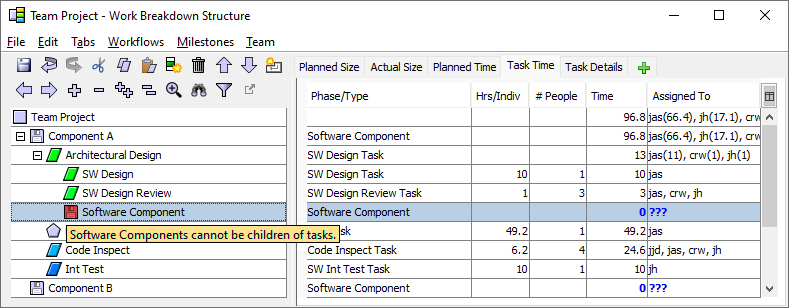 Team Project - Work Breakdown Structure
File Edit Tabs Workflows Milestones Team
Planned Size Actual Size Planned Time Task Time Task Details
Phase/Type Hrs/Indiv # People Time Assigned To
Team Project 96.8 jas(66.4), jh(17.1), crw
Component A Software Component 96.8 jas(66.4), jh(17.1), crw
Architectural Design SW Design Task 13 jas(11), crw(1), jh(1)
SW Design SW Design Task 10 1 10 jas
SW Design Review SW Design Review Task 1 3 3 jas, crw, jh
Software Component Software Component 0 ???
Software Components cannot be children of tasks. 49.2 1 49.2 jas
Code Inspect Code Inspect Task 6.2 4 24.6 jjd, jas, crw, jh
Int Test SW Int Test Task 10 1 10 jh
Component B Software Component 0 ???